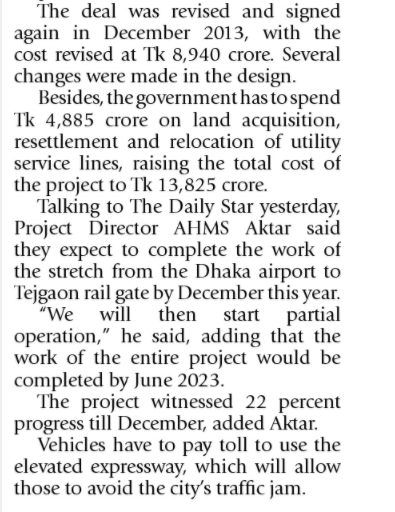 The deal was revised and signed
again in December 2013, with the
cost revised at Tk 8,940 crore. Several
changes were made in the design.
Besides, the government has to spend
Tk 4,885 crore on land acquisition,
resettlement and relocation of utility
service lines, raising the total cost of
the project to Tk 13,825 crore.
Talking to The Daily Star yesterday,
Project Director AHMS Aktar said
they expect to complete the work of
the stretch from the Dhaka airport to
Tejgaon rail gate by December this year.
“We will then start partial
operation,” he said, adding that the
work of the entire project would be
completed by June 2023.
The project witnessed 22 percent
progress till December, added Aktar.
Vehicles have to pay toll to use the
elevated expressway, which will allow
those to avoid the city’s traffic jam.